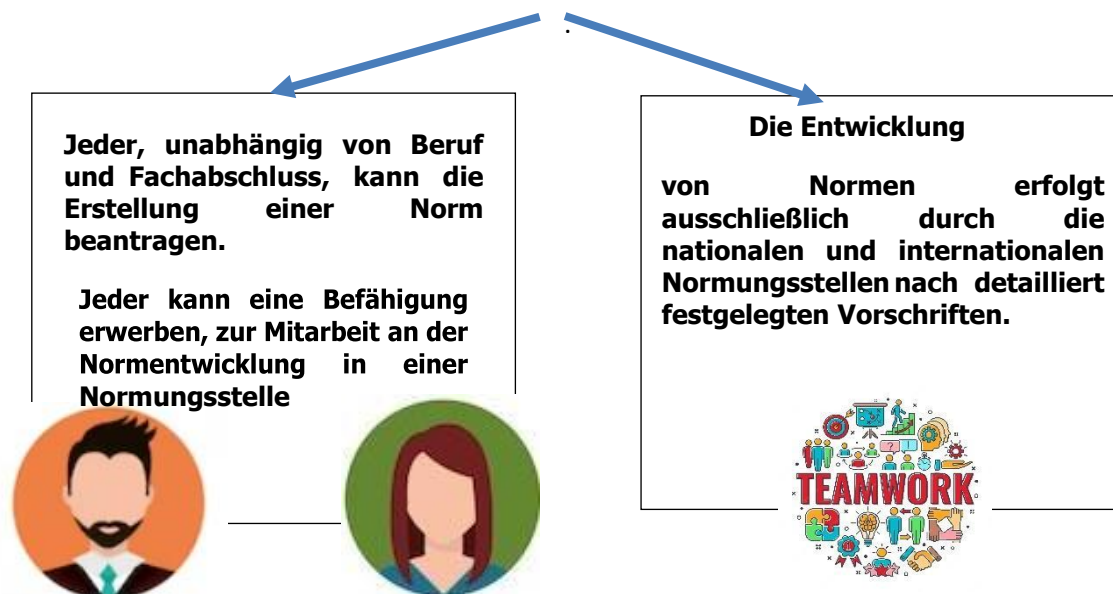 .
Jeder, unabhängig von Beruf
und Fachabschluss, kann die
Erstellung einer Norm
beantragen.
Jeder kann eine Befähigung
erwerben, zur Mitarbeit an der
Normentwicklung in einer
Normungsstelle
Die Entwicklung
von Normen erfolgt
ausschließlich durch die
nationalen und internationalen
Normungsstellen nach detailliert
festgelegten Vorschriften.
TEAMWORK